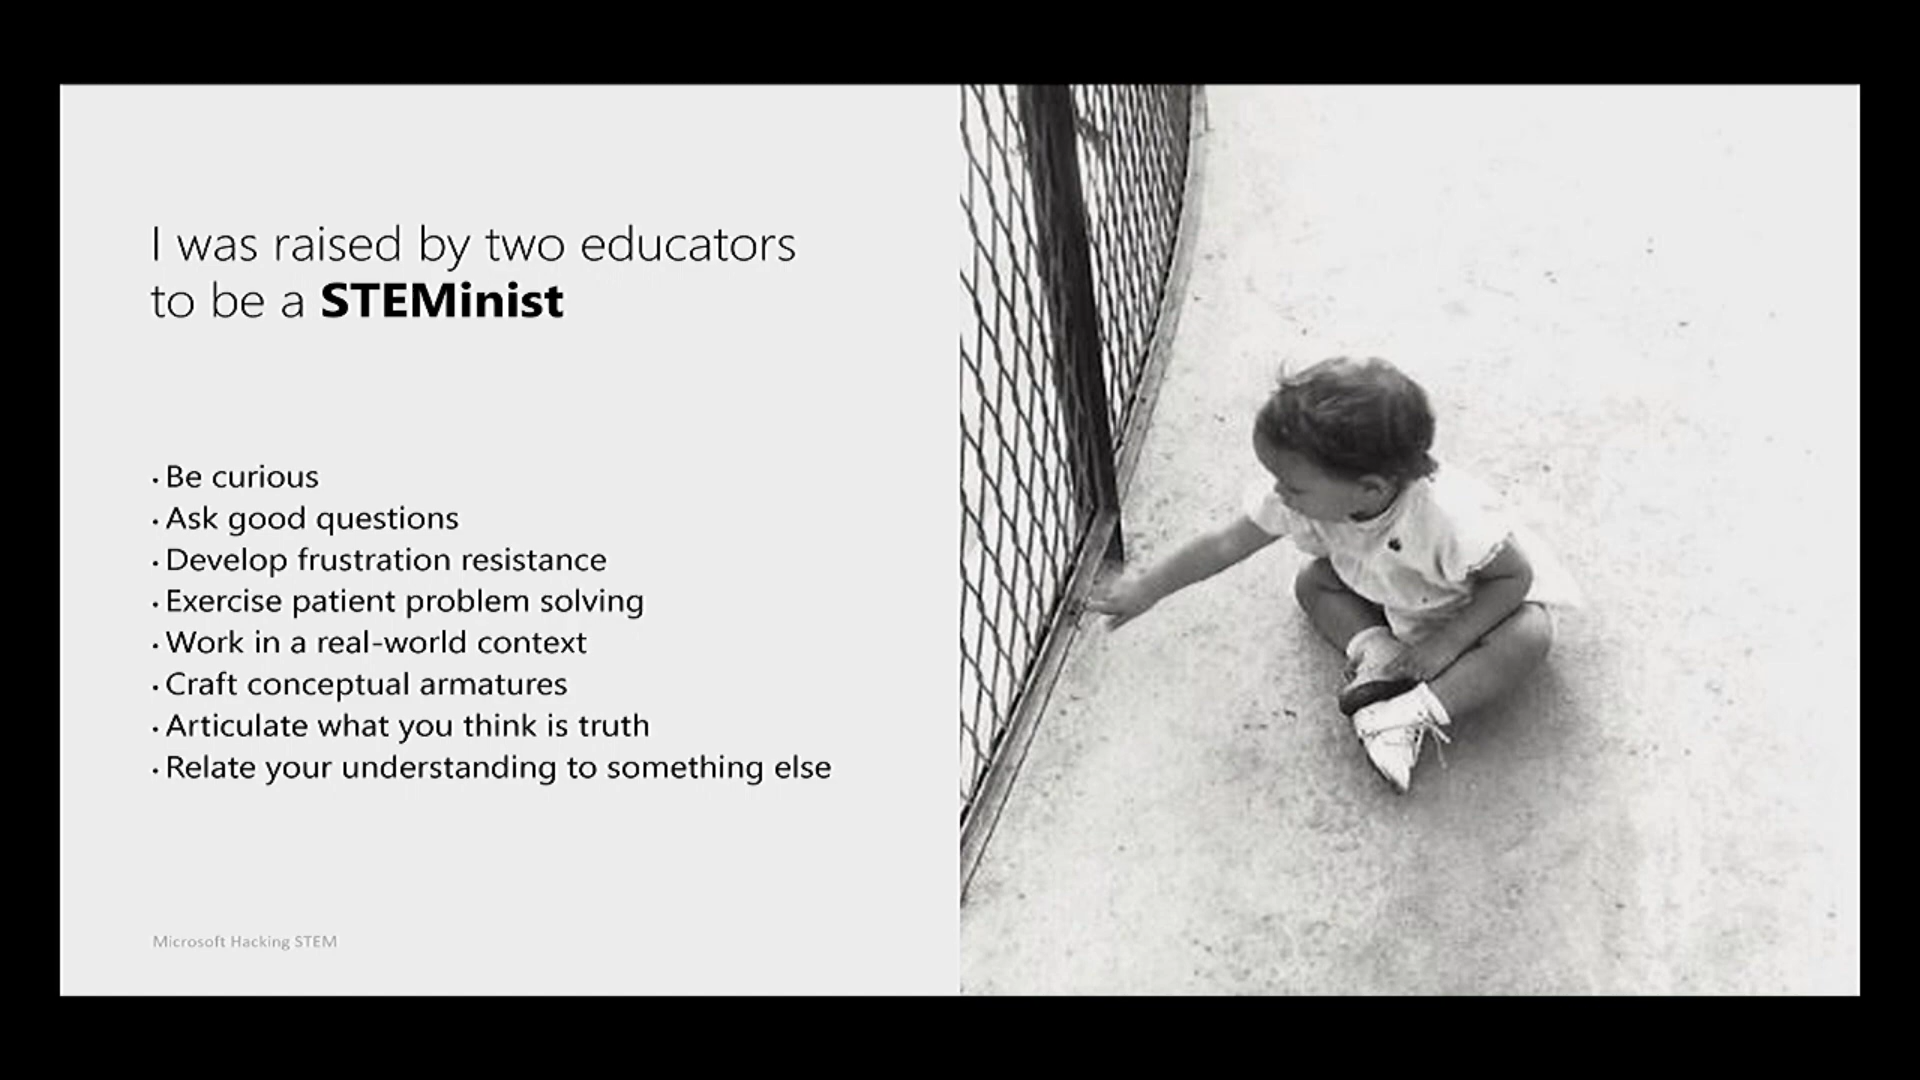 I was raised by two educators
to be a STEMinist
· Be curious
· Ask good questions
· Develop frustration resistance
· Exercise patient problem solving
· Work in a real-world context
· Craft conceptual armatures
· Articulate what you think is truth
· Relate your understanding to something else
Microsoft Hacking STEM